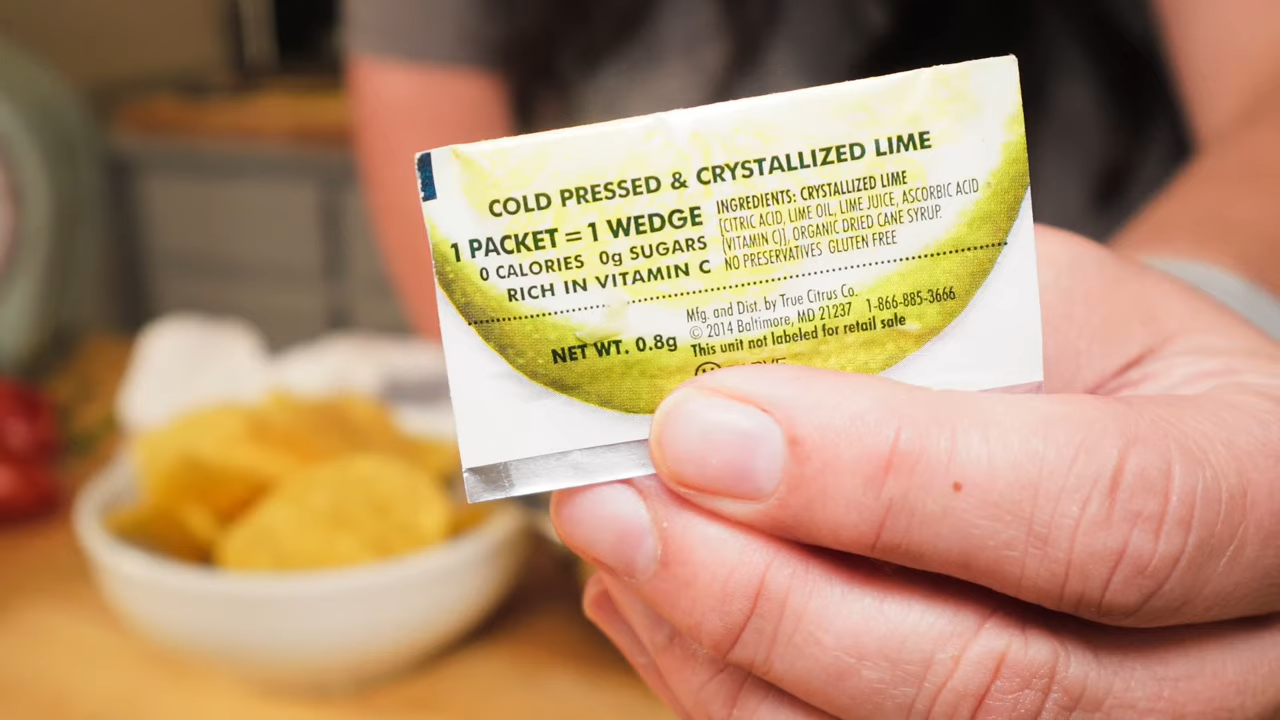 COLD PRESSED & CRYSTALLIZED LIME
1 PACKET = 1 WEDGE
0 CALORIES 0g SUGARS
RICH IN VITAMIN C
INGREDIENTS: CRYSTALLIZED LIME
[CITRIC ACID, LIME OIL, LIME JUICE, ASCORBIC ACID
(VITAMIN C)], ORGANIC DRIED CANE SYRUP.
NO PRESERVATIVES GLUTEN FREE
NET WT. 0.8g
Mfg. and Dist. by True Citrus Co.
© 2014 Baltimore, MD 21237 1-866-885-3666
This unit not labeled for retail sale